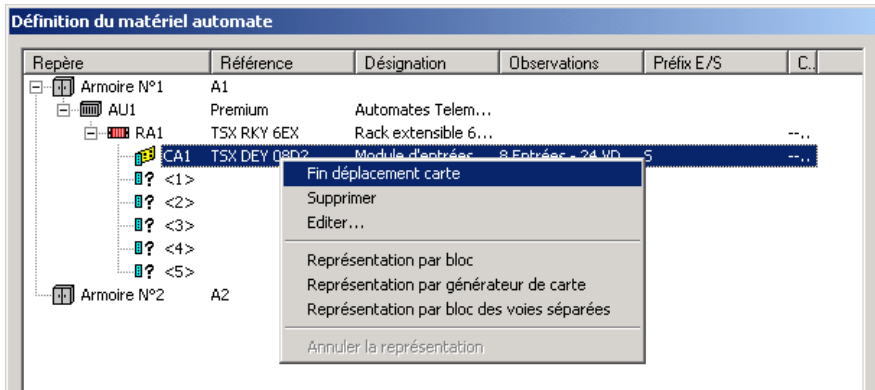 Définition du matériel automate
Repère Référence Désignation Observations Préfix E/S C..
Armoire N°1 A1
AU1 Premium Automates Telem...
RA1 TSX RKY 6EX Rack extensible 6... --..
CA1 TSX DEY 08D2 Module d'entrées 8 Entrées - 24 VD S --..
Fin déplacement carte
<1>
Supprimer
<2>
Editer...
<3>
<4>
Représentation par bloc
<5>
Représentation par générateur de carte
Armoire N°2 A2
Représentation par bloc des voies séparées
Annuler la représentation